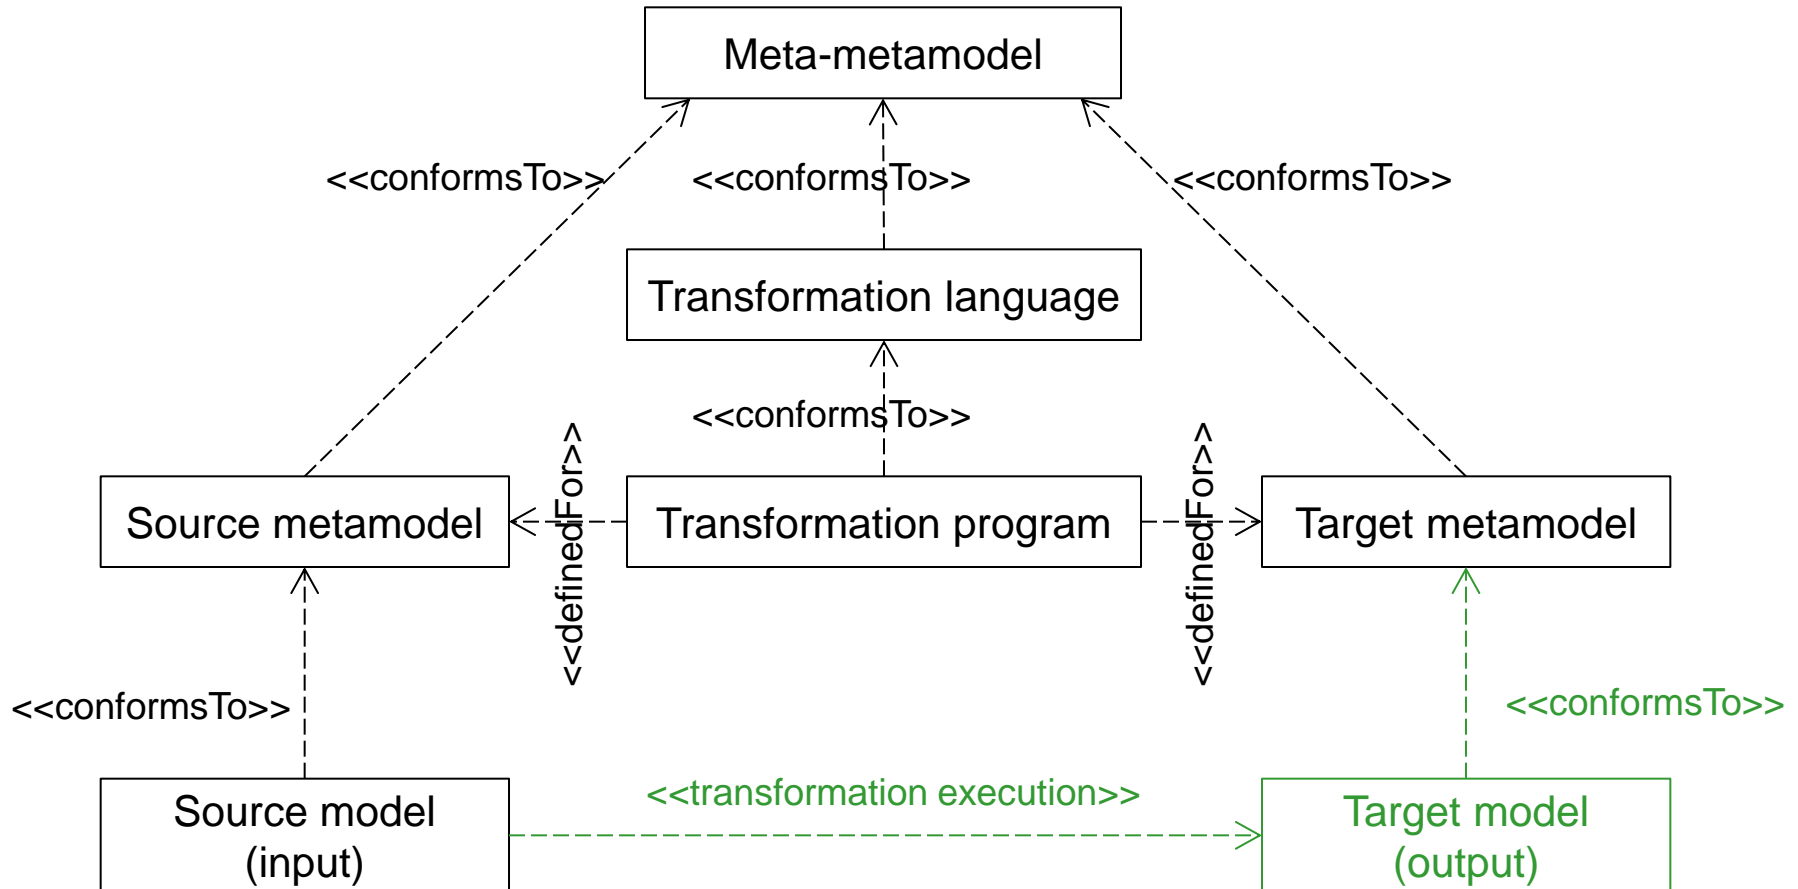 Meta-metamodel
<<conformsTo>>
<<conformsTo>>
<<conformsTo>>
Transformation language
<<conformsTo>>
<<definedFor>>
<<definedFor>>
Source metamodel
Transformation program
Target metamodel
<<conformsTo>>
<<conformsTo>>
<<transformation execution>>
Source model
(input)
Target model
(output)